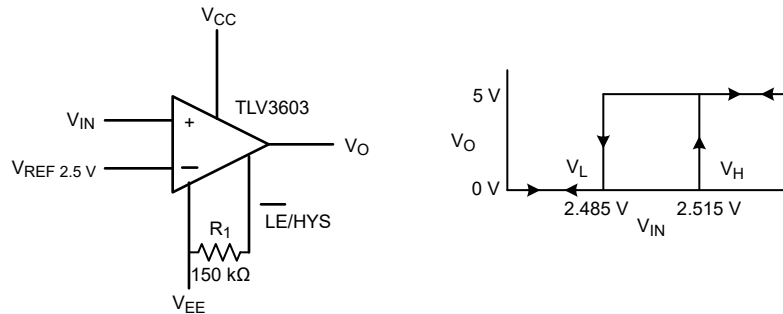 VCC
TLV3603
VIN
+
VREF 2.5 V
−
VO
LE/HYS
R1
150 kΩ
VEE
5 V
VO
0 V
VL
VH
2.485 V
2.515 V
VIN